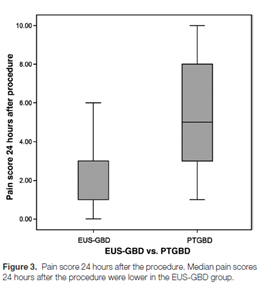 10.00
8.00
6.00
4.00
2.00
0.00
Pain score 24 hours after procedure
EUS-GBD
PTGBD
EUS-GBD vs. PTGBD
Figure 3. Pain score 24 hours after the procedure. Median pain scores
24 hours after the procedure were lower in the EUS-GBD group.